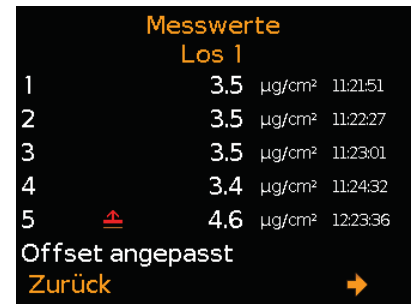 Messwerte
Los 1
1 3.5 µg/cm² 11:21:51
2 3.5 µg/cm² 11:22:27
3 3.5 µg/cm² 11:23:01
4 3.4 µg/cm² 11:24:32
5 4.6 µg/cm² 12:23:36
Offset angepasst
Zurück